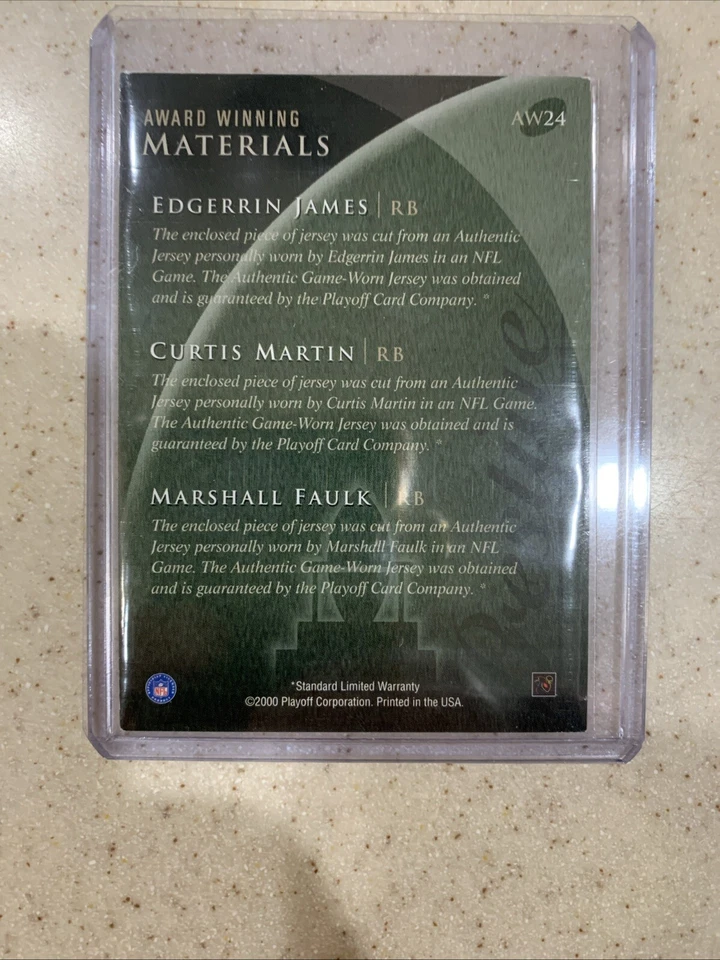 AWARD WINNING
MATERIALS
AW24
EDGERRIN JAMES | RB
The enclosed piece of jersey was cut from an Authentic
Jersey personally worn by Edgerrin James in an NFL
Game. The Authentic Game-Worn Jersey was obtained
and is guaranteed by the Playoff Card Company. *
CURTIS MARTIN | RB
The enclosed piece of jersey was cut from an Authentic
Jersey personally worn by Curtis Martin in an NFL Game.
The Authentic Game-Worn Jersey was obtained and is
guaranteed by the Playoff Card Company. *
MARSHALL FAULK | RB
The enclosed piece of jersey was cut from an Authentic
Jersey personally worn by Marshall Faulk in an NFL
Game. The Authentic Game-Worn Jersey was obtained
and is guaranteed by the Playoff Card Company. *
*Standard Limited Warranty
©2000 Playoff Corporation. Printed in the USA.
NFL